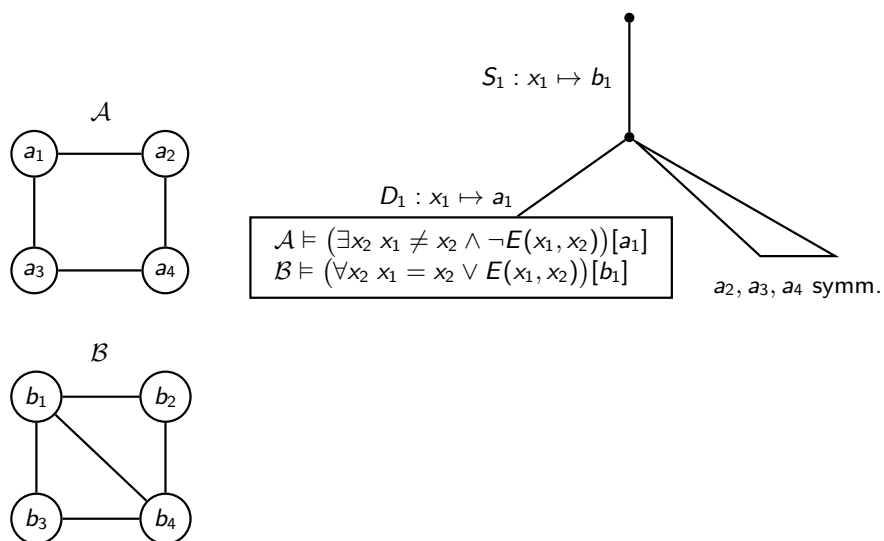 𝒜
a₁
a₂
a₃
a₄
ℬ
b₁
b₂
b₃
b₄
S₁ : x₁ ↦ b₁
D₁ : x₁ ↦ a₁
𝒜 ⊨ (∃x₂ x₁ ≠ x₂ ∧ ¬E(x₁, x₂))[a₁]
ℬ ⊨ (∀x₂ x₁ = x₂ ∨ E(x₁, x₂))[b₁]
a₂, a₃, a₄ symm.